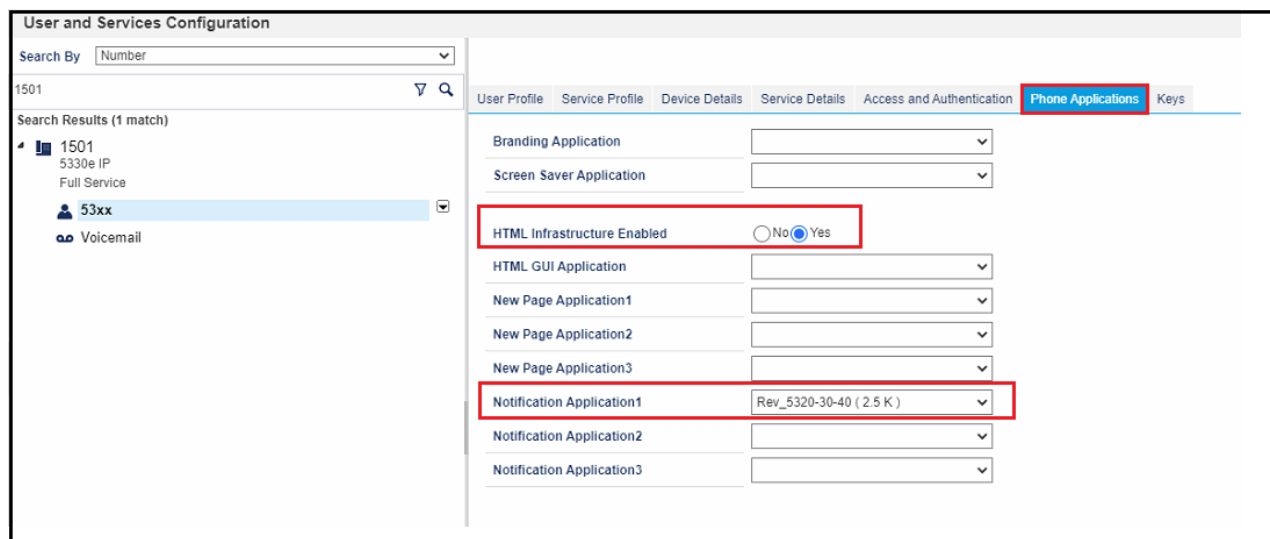 User and Services Configuration
Search By Number
1501
Search Results (1 match)
1501
5330e IP
Full Service
53xx
Voicemail
User Profile Service Profile Device Details Service Details Access and Authentication Phone Applications Keys
Branding Application
Screen Saver Application
HTML Infrastructure Enabled No Yes
HTML GUI Application
New Page Application1
New Page Application2
New Page Application3
Notification Application1 Rev_5320-30-40 ( 2.5 K )
Notification Application2
Notification Application3